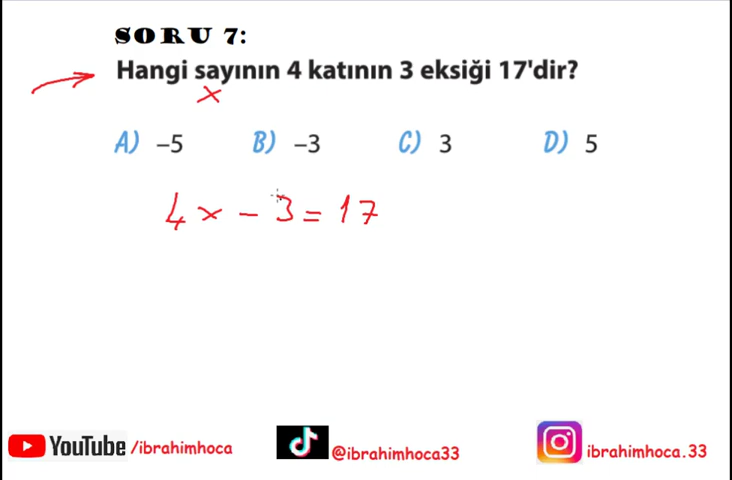 SORU 7:
Hangi sayının 4 katının 3 eksiği 17'dir?
x
A) –5 B) –3 C) 3 D) 5
4x – 3 = 17
YouTube /ibrahimhoca @ibrahimhoca33 ibrahimhoca.33